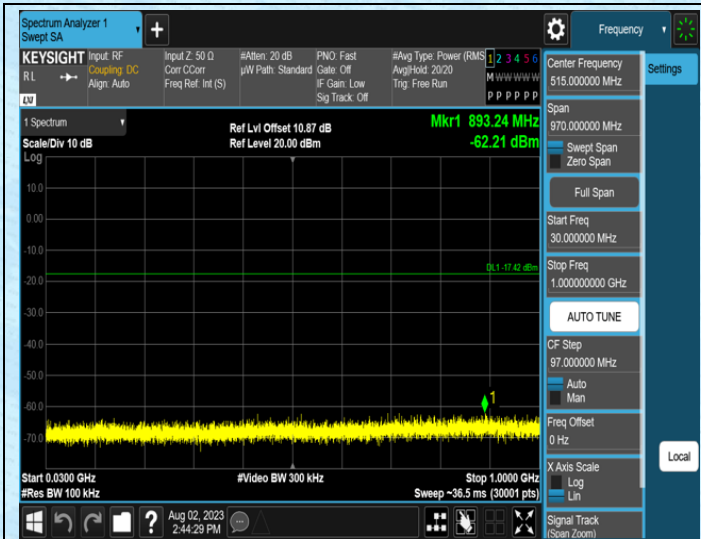 Spectrum Analyzer 1
Swept SA
+
Frequency
KEYSIGHT
RL
LXI
Input: RF
Coupling: DC
Align: Auto
Input Z: 50 Ω
Corr CCorr
Freq Ref: Int (S)
#Atten: 20 dB
µW Path: Standard
PNO: Fast
Gate: Off
IF Gain: Low
Sig Track: Off
#Avg Type: Power (RMS
Avg|Hold: 20/20
Trig: Free Run
1 2 3 4 5 6
M W W W W W
P P P P P P
1 Spectrum
Scale/Div 10 dB
Log
Ref Lvl Offset 10.87 dB
Ref Level 20.00 dBm
Mkr1 893.24 MHz
-62.21 dBm
10.0
0.00
-10.0
-20.0
-30.0
-40.0
-50.0
-60.0
-70.0
DL1 -17.42 dBm
1
Start 0.0300 GHz
#Res BW 100 kHz
#Video BW 300 kHz
Stop 1.0000 GHz
Sweep ~36.5 ms (30001 pts)
?
Aug 02, 2023
2:44:29 PM
Center Frequency
515.000000 MHz
Span
970.000000 MHz
Swept Span
Zero Span
Full Span
Start Freq
30.000000 MHz
Stop Freq
1.000000000 GHz
AUTO TUNE
CF Step
97.000000 MHz
Auto
Man
Freq Offset
0 Hz
X Axis Scale
Log
Lin
Signal Track
(Span Zoom)
Settings
Local